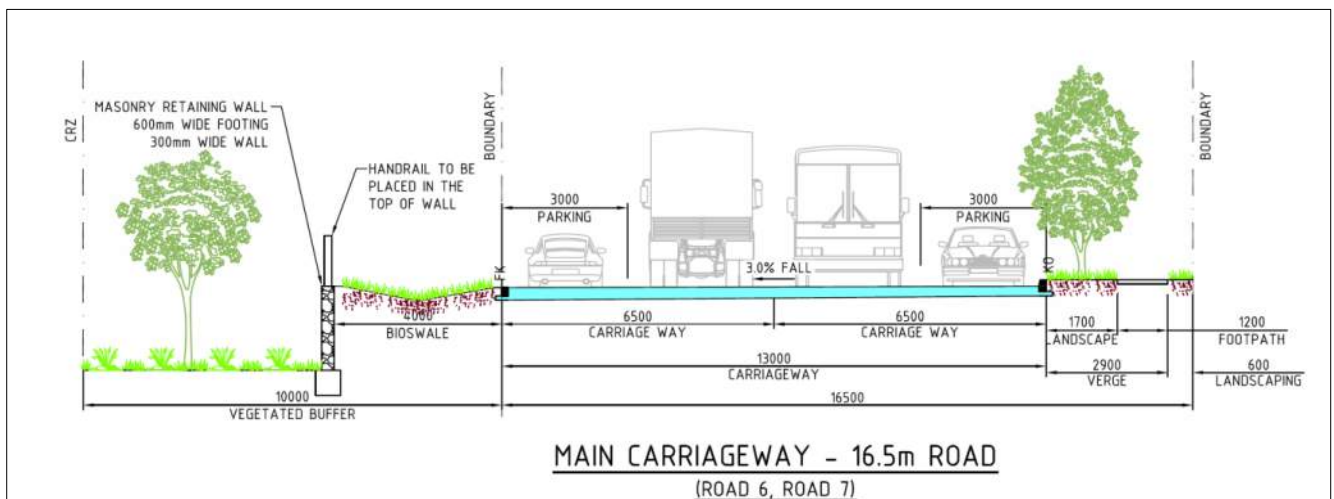 CRZ
MASONRY RETAINING WALL
600mm WIDE FOOTING
300mm WIDE WALL
HANDRAIL TO BE
PLACED IN THE
TOP OF WALL
BOUNDARY
3000
PARKING
3000
PARKING
BOUNDARY
FK
3.0% FALL
KO
4000
BIOSWALE
6500
CARRIAGE WAY
6500
CARRIAGE WAY
1700
LANDSCAPE
1200
FOOTPATH
13000
CARRIAGEWAY
2900
VERGE
600
LANDSCAPING
10000
VEGETATED BUFFER
16500
MAIN CARRIAGEWAY - 16.5m ROAD
(ROAD 6, ROAD 7)